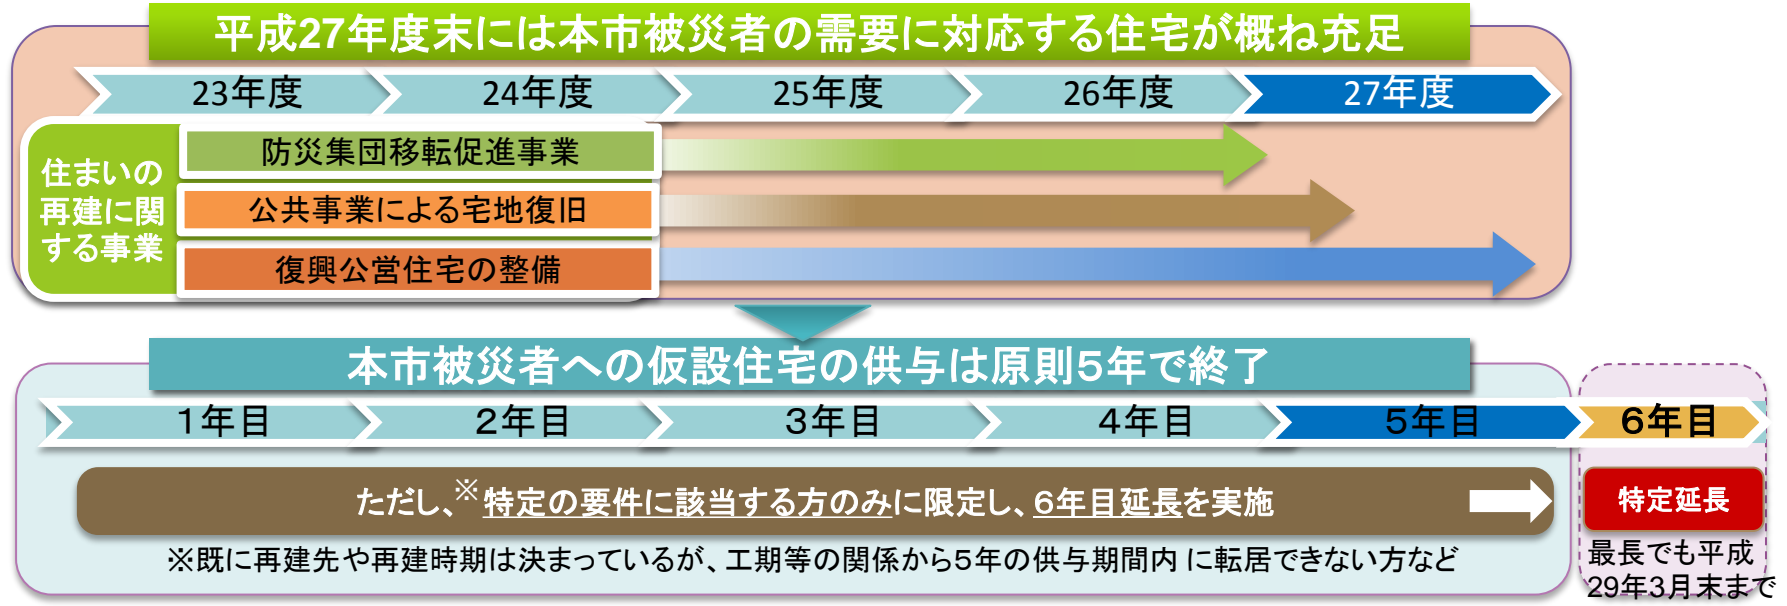 平成27年度末には本市被災者の需要に対応する住宅が概ね充足
23年度 24年度 25年度 26年度 27年度
住まいの
再建に関
する事業
防災集団移転促進事業
公共事業による宅地復旧
復興公営住宅の整備
本市被災者への仮設住宅の供与は原則５年で終了
１年目 ２年目 ３年目 ４年目 ５年目 ６年目
ただし、※特定の要件に該当する方のみに限定し、６年目延長を実施
特定延長
※既に再建先や再建時期は決まっているが、工期等の関係から５年の供与期間内 に転居できない方など
最長でも平成
29年3月末まで